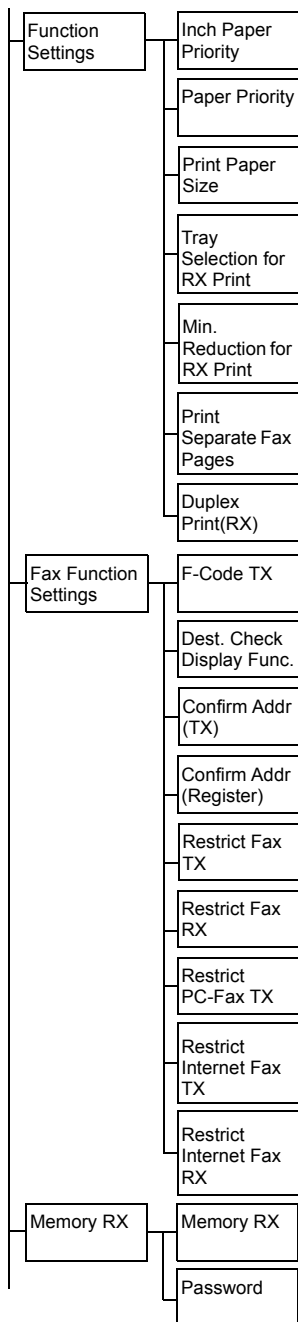 Function
Settings
Inch Paper
Priority
Paper Priority
Print Paper
Size
Tray
Selection for
RX Print
Min.
Reduction for
RX Print
Print
Separate Fax
Pages
Duplex
Print(RX)
Fax Function
Settings
F-Code TX
Dest. Check
Display Func.
Confirm Addr
(TX)
Confirm Addr
(Register)
Restrict Fax
TX
Restrict Fax
RX
Restrict
PC-Fax TX
Restrict
Internet Fax
TX
Restrict
Internet Fax
RX
Memory RX
Memory RX
Password